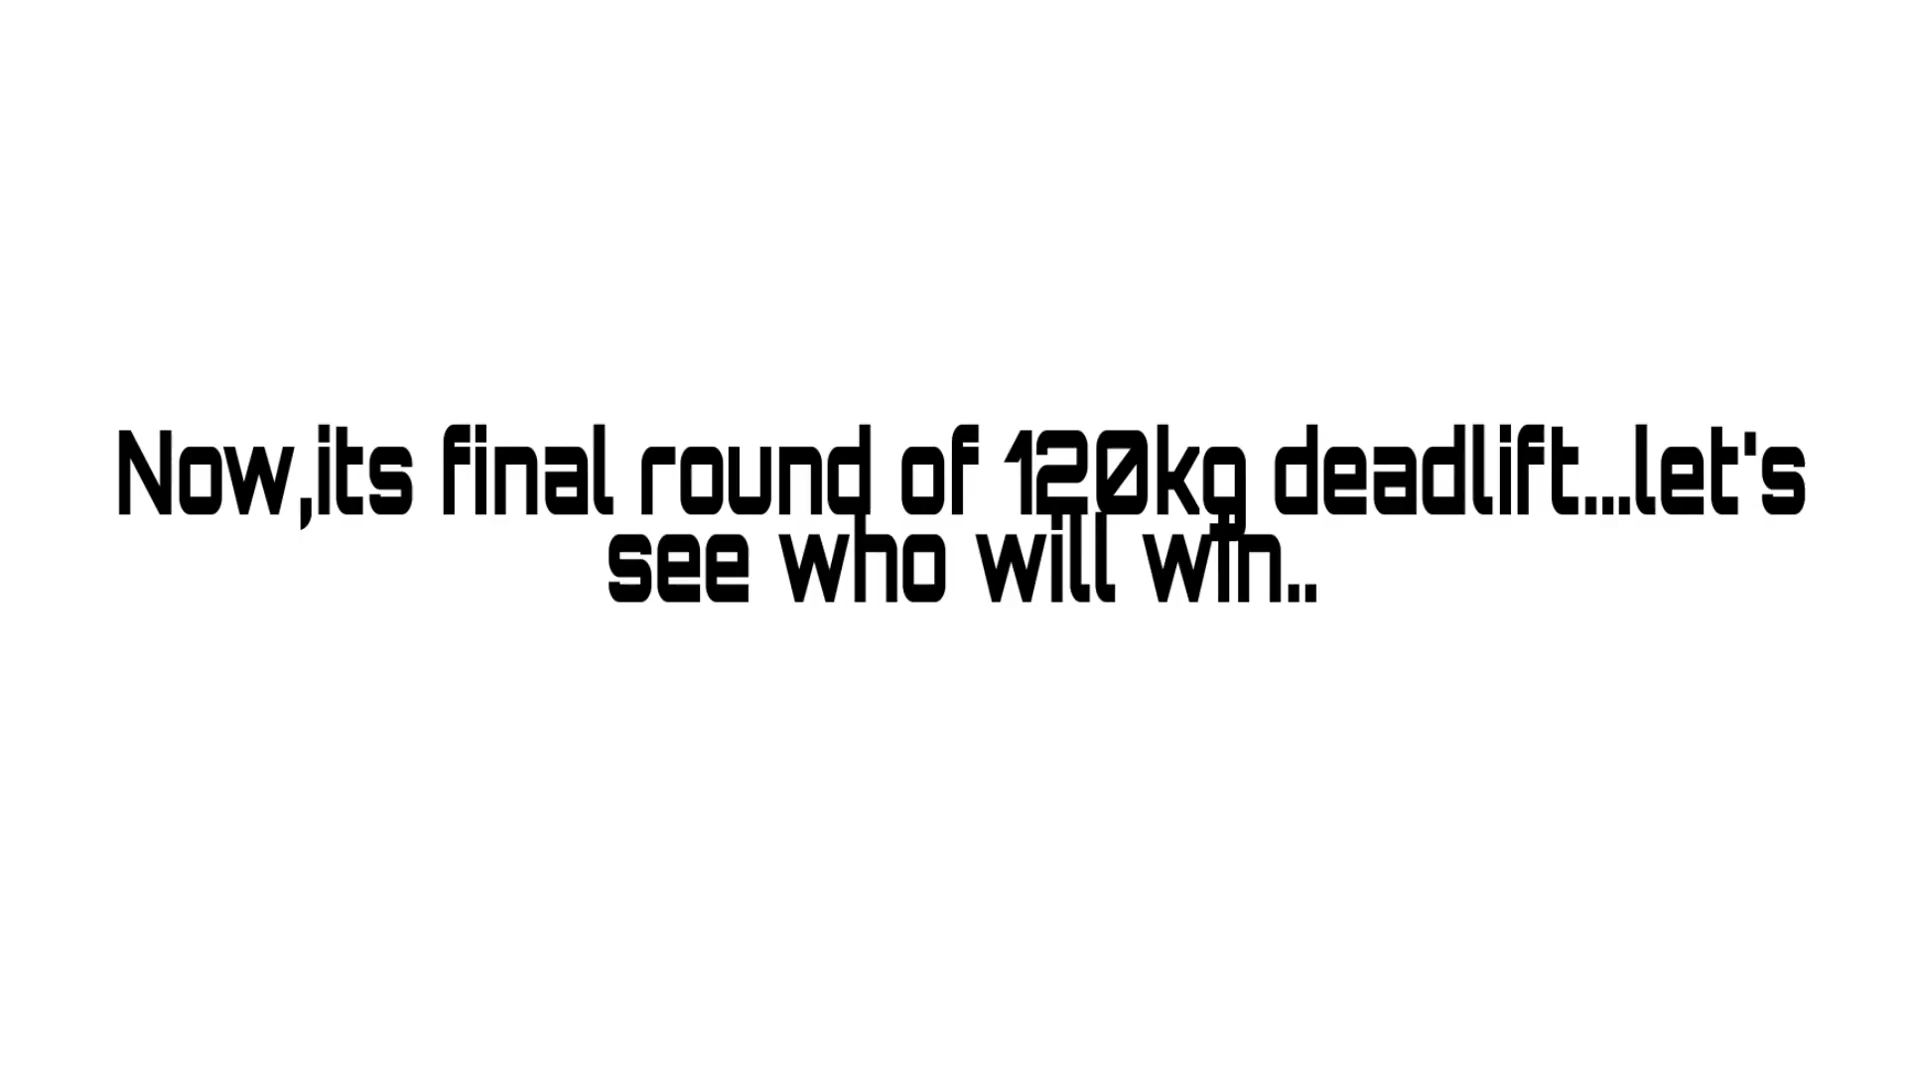 Now,its final round of 120kg deadlift...let's
see who will win..